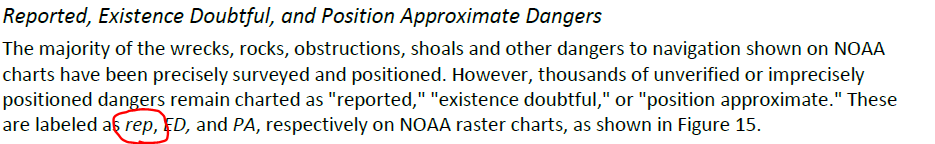 Reported, Existence Doubtful, and Position Approximate Dangers
The majority of the wrecks, rocks, obstructions, shoals and other dangers to navigation shown on NOAA
charts have been precisely surveyed and positioned. However, thousands of unverified or imprecisely
positioned dangers remain charted as "reported," "existence doubtful," or "position approximate." These
are labeled as rep, ED, and PA, respectively on NOAA raster charts, as shown in Figure 15.